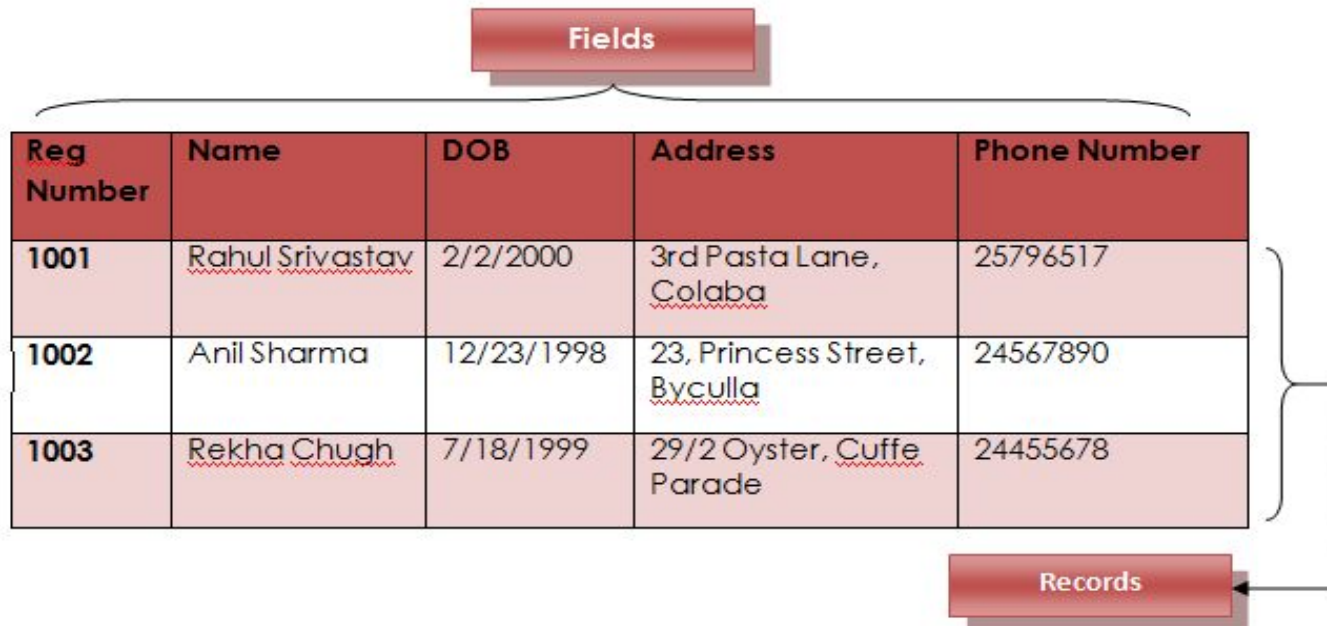 Fields
Reg Number Name DOB Address Phone Number
1001 Rahul Srivastav 2/2/2000 3rd Pasta Lane, Colaba 25796517
1002 Anil Sharma 12/23/1998 23, Princess Street, Byculla 24567890
1003 Rekha Chugh 7/18/1999 29/2 Oyster, Cuffe Parade 24455678
Records